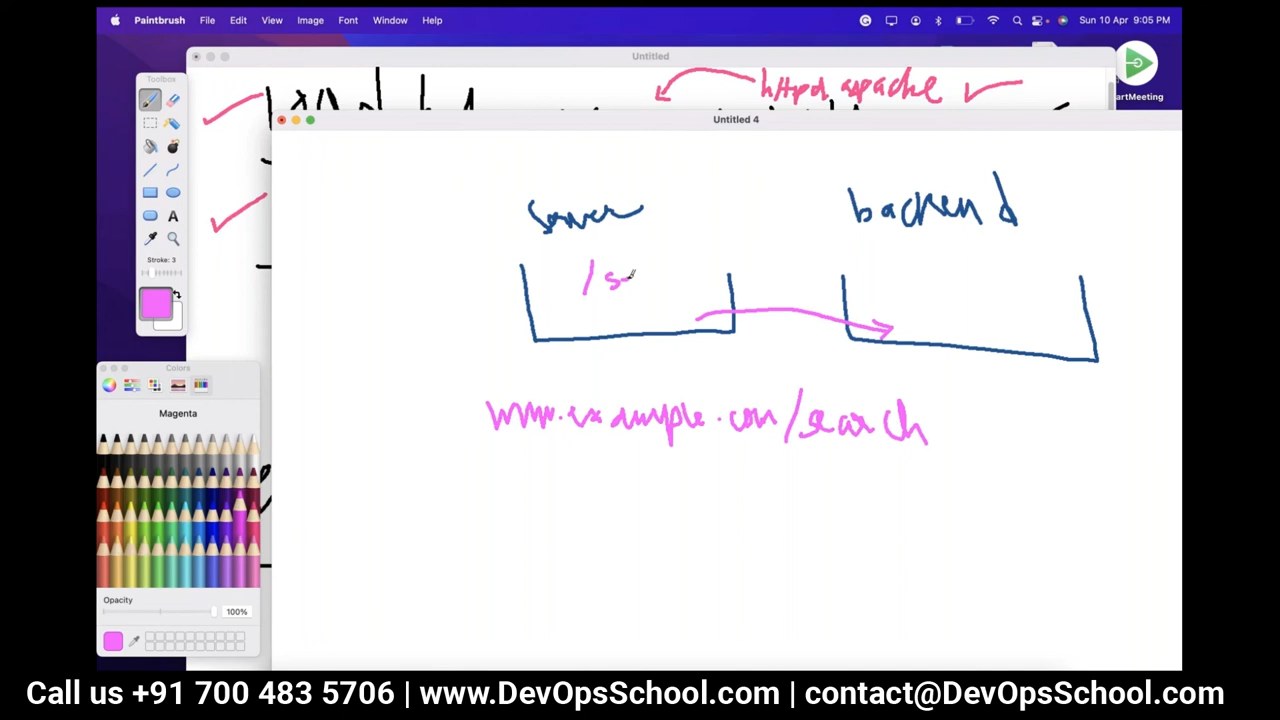 Paintbrush File Edit View Image Font Window Help Sun 10 Apr 9:05 PM
Untitled
Toolbox
httpd apache
artMeeting
Untitled 4
server backend
/s
Stroke: 3
www.example.com/search
Colors
Magenta
Opacity
100%
Call us +91 700 483 5706 | www.DevOpsSchool.com | contact@DevOpsSchool.com